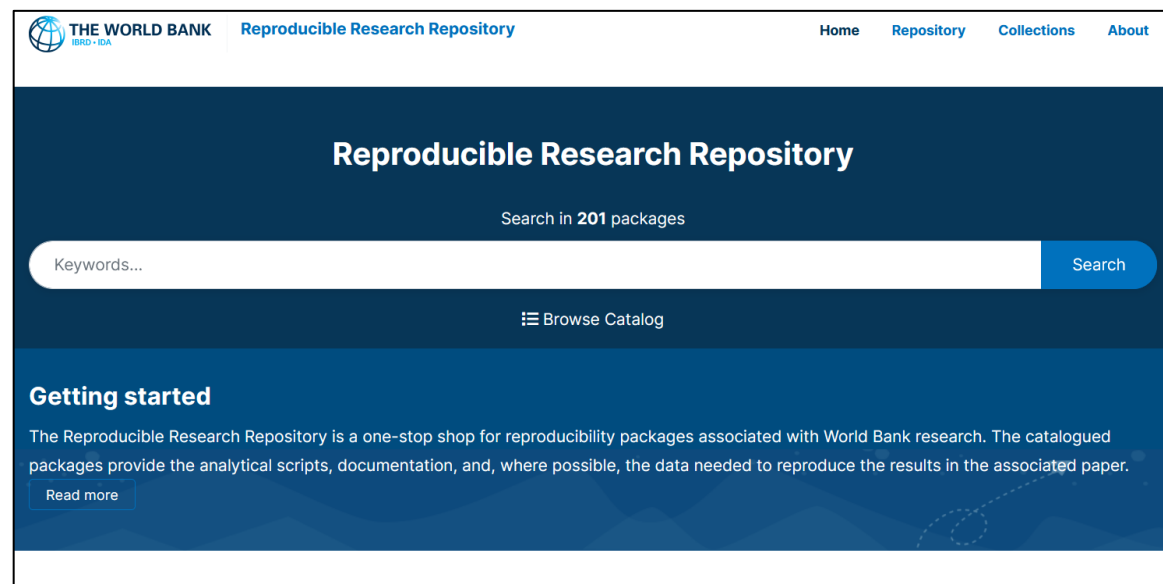 THE WORLD BANK
IBRD • IDA
Reproducible Research Repository
Home Repository Collections About
Reproducible Research Repository
Search in 201 packages
Keywords...
Search
Browse Catalog
Getting started
The Reproducible Research Repository is a one-stop shop for reproducibility packages associated with World Bank research. The catalogued
packages provide the analytical scripts, documentation, and, where possible, the data needed to reproduce the results in the associated paper.
Read more